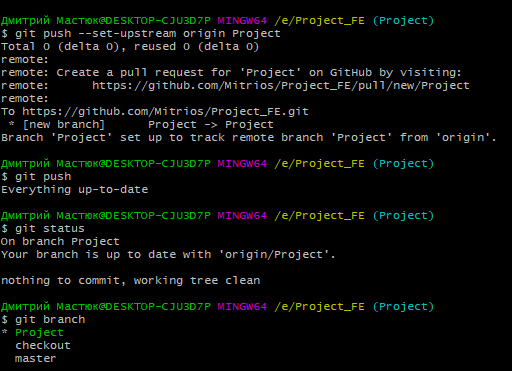 Дмитрий Мастюк@DESKTOP-CJU3D7P MINGW64 /e/Project_FE (Project)
$ git push --set-upstream origin Project
Total 0 (delta 0), reused 0 (delta 0)
remote:
remote: Create a pull request for 'Project' on GitHub by visiting:
remote:      https://github.com/Mitrios/Project_FE/pull/new/Project
remote:
To https://github.com/Mitrios/Project_FE.git
 * [new branch]      Project -> Project
Branch 'Project' set up to track remote branch 'Project' from 'origin'.

Дмитрий Мастюк@DESKTOP-CJU3D7P MINGW64 /e/Project_FE (Project)
$ git push
Everything up-to-date

Дмитрий Мастюк@DESKTOP-CJU3D7P MINGW64 /e/Project_FE (Project)
$ git status
On branch Project
Your branch is up to date with 'origin/Project'.

nothing to commit, working tree clean

Дмитрий Мастюк@DESKTOP-CJU3D7P MINGW64 /e/Project_FE (Project)
$ git branch
* Project
  checkout
  master